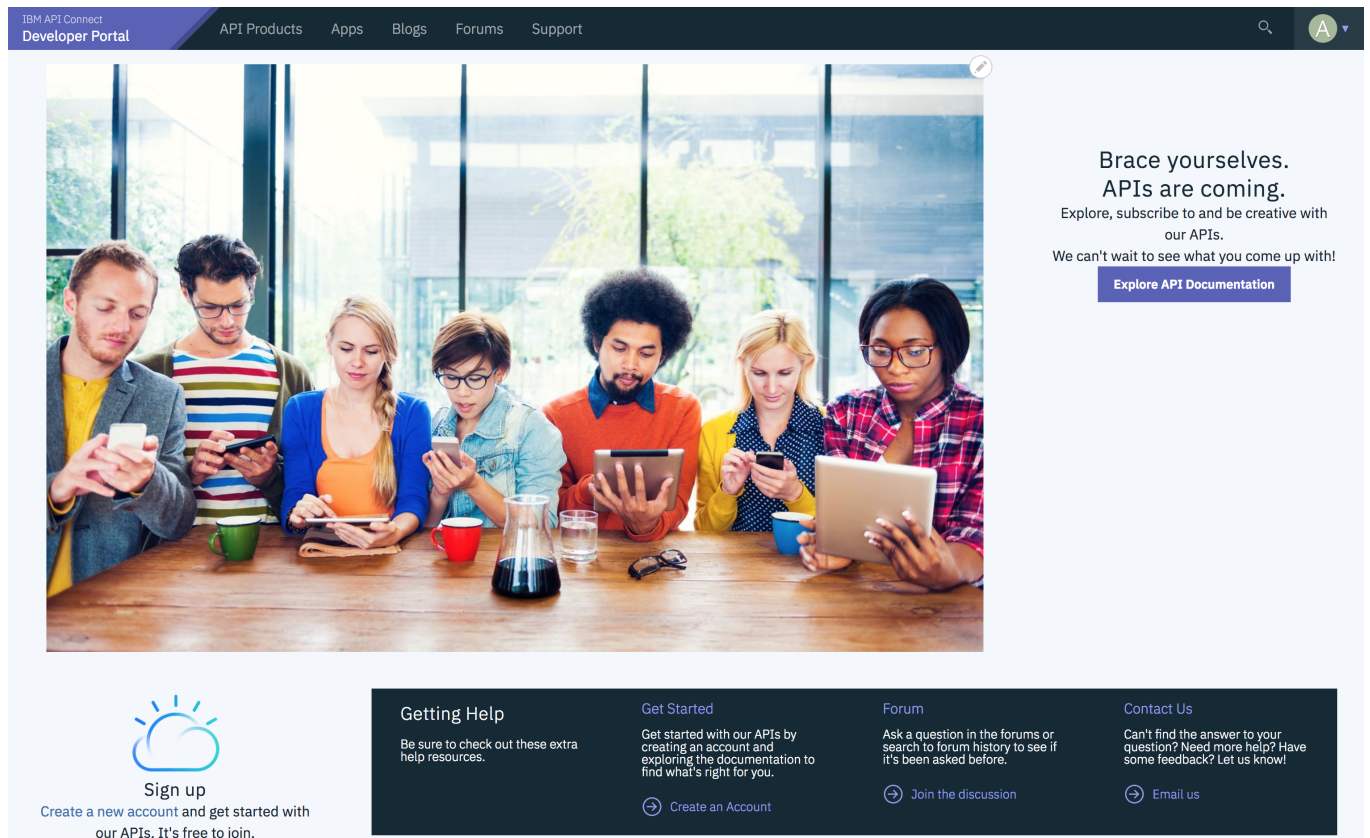 IBM API Connect
Developer Portal
API Products
Apps
Blogs
Forums
Support
A
Brace yourselves.
APIs are coming.
Explore, subscribe to and be creative with
our APIs.
We can't wait to see what you come up with!
Explore API Documentation
Sign up
Create a new account and get started with
our APIs. It's free to join.
Getting Help
Be sure to check out these extra
help resources.
Get Started
Get started with our APIs by
creating an account and
exploring the documentation to
find what's right for you.
Create an Account
Forum
Ask a question in the forums or
search to forum history to see if
it's been asked before.
Join the discussion
Contact Us
Can't find the answer to your
question? Need more help? Have
some feedback? Let us know!
Email us